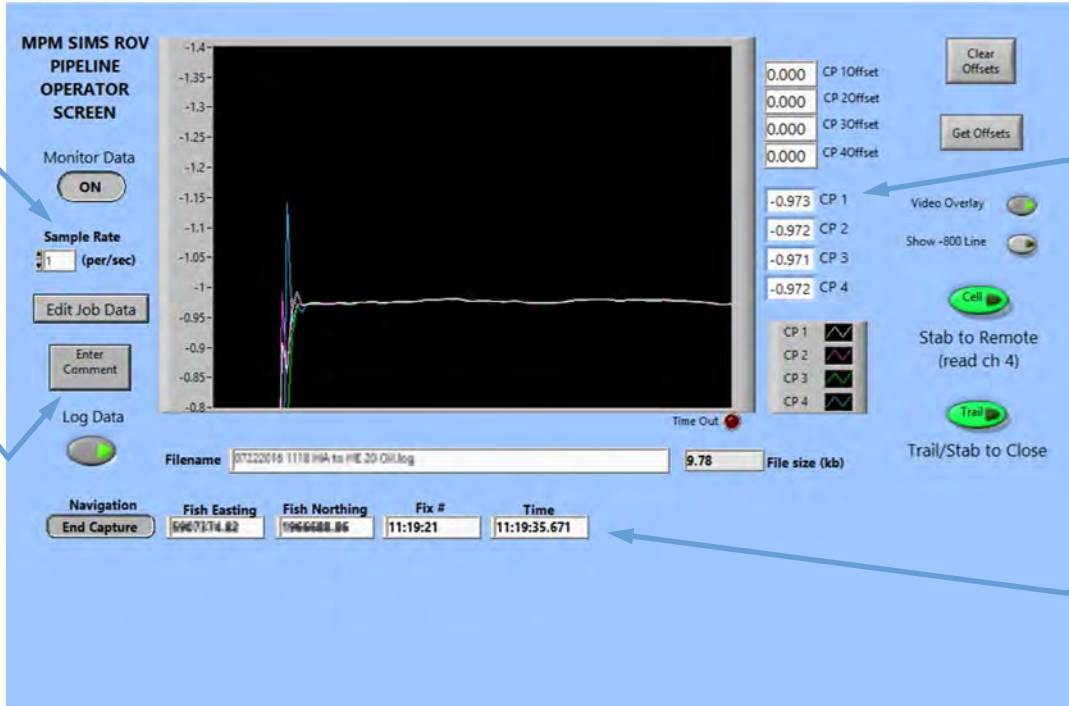 MPM SIMS ROV
PIPELINE
OPERATOR
SCREEN
Monitor Data
ON
Sample Rate
1 (per/sec)
Edit Job Data
Enter
Comment
Log Data
-1.4
-1.35
-1.3
-1.25
-1.2
-1.15
-1.1
-1.05
-1
-0.95
-0.9
-0.85
-0.8
0.000 CP 1Offset
0.000 CP 2Offset
0.000 CP 3Offset
0.000 CP 4Offset
-0.973 CP 1
-0.972 CP 2
-0.971 CP 3
-0.972 CP 4
CP 1
CP 2
CP 3
CP 4
Time Out
Clear
Offsets
Get Offsets
Video Overlay
Show -800 Line
Cell
Stab to Remote
(read ch 4)
Trail
Trail/Stab to Close
Filename
9.78 File size (kb)
Navigation
End Capture
Fish Easting
Fish Northing
Fix #
11:19:21
Time
11:19:35.671